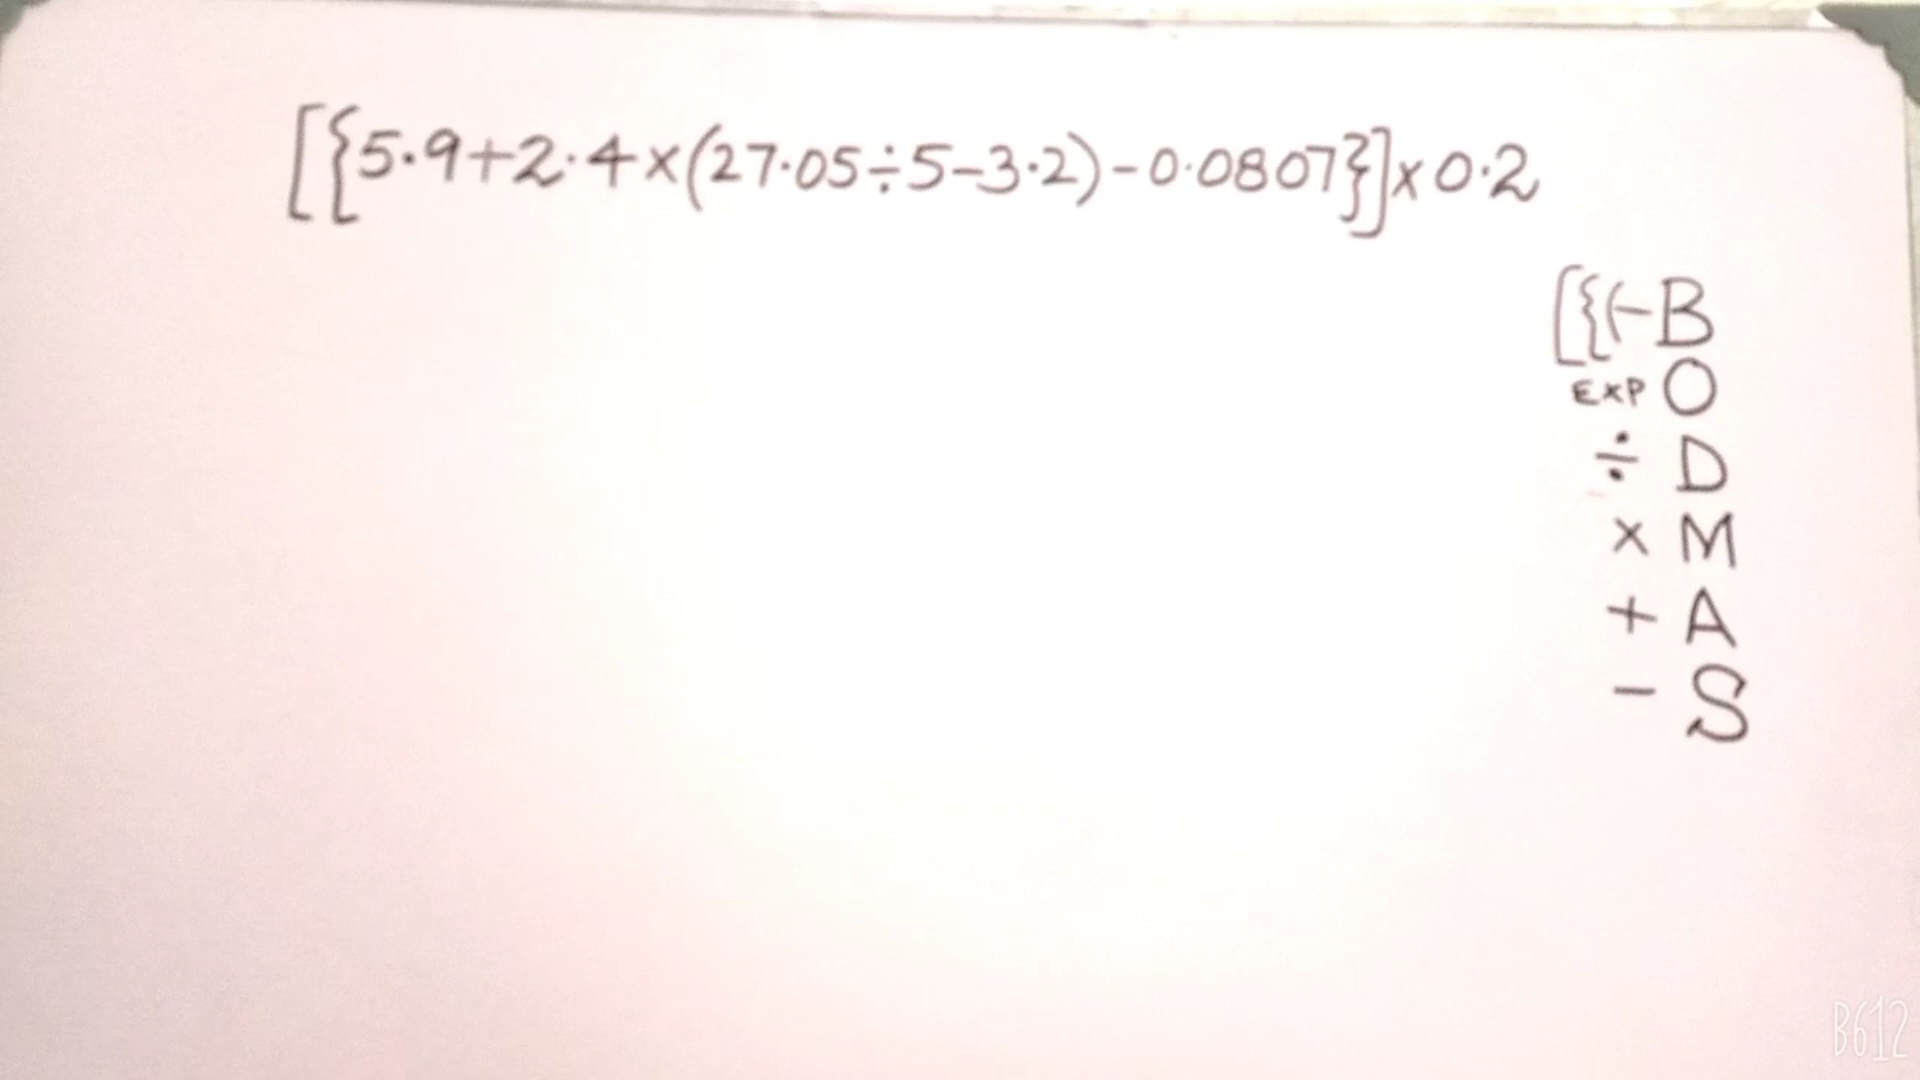 [{5.9+2.4×(27.05÷5-3.2)-0.0807}]×0.2
[{(-B
EXP O
÷ D
× M
+ A
- S
B612